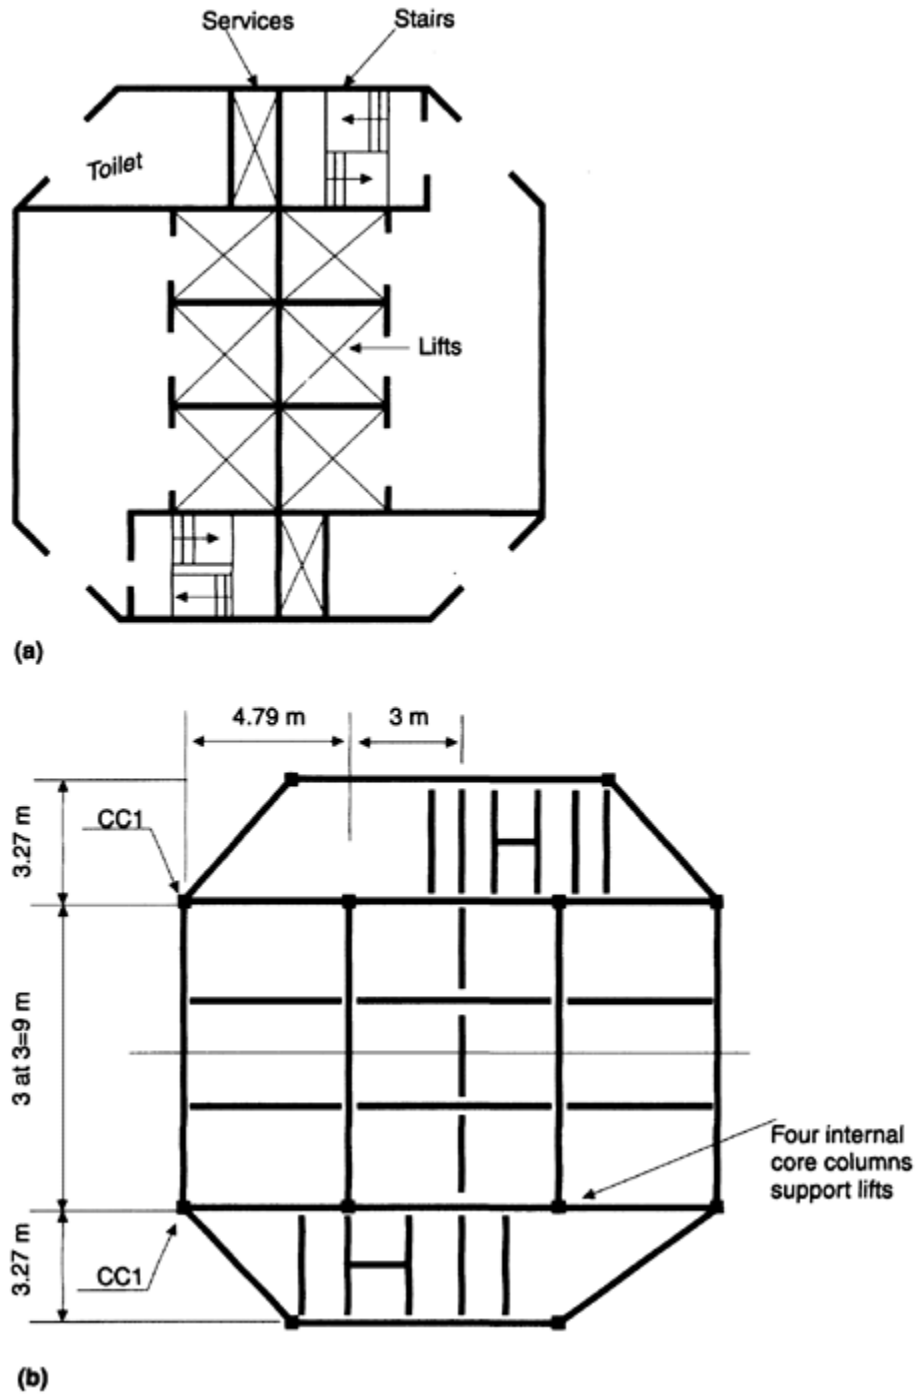 Services
Stairs
Toilet
Lifts
(a)
4.79 m
3 m
3.27 m
CC1
3 at 3=9 m
Four internal
core columns
support lifts
3.27 m
CC1
(b)